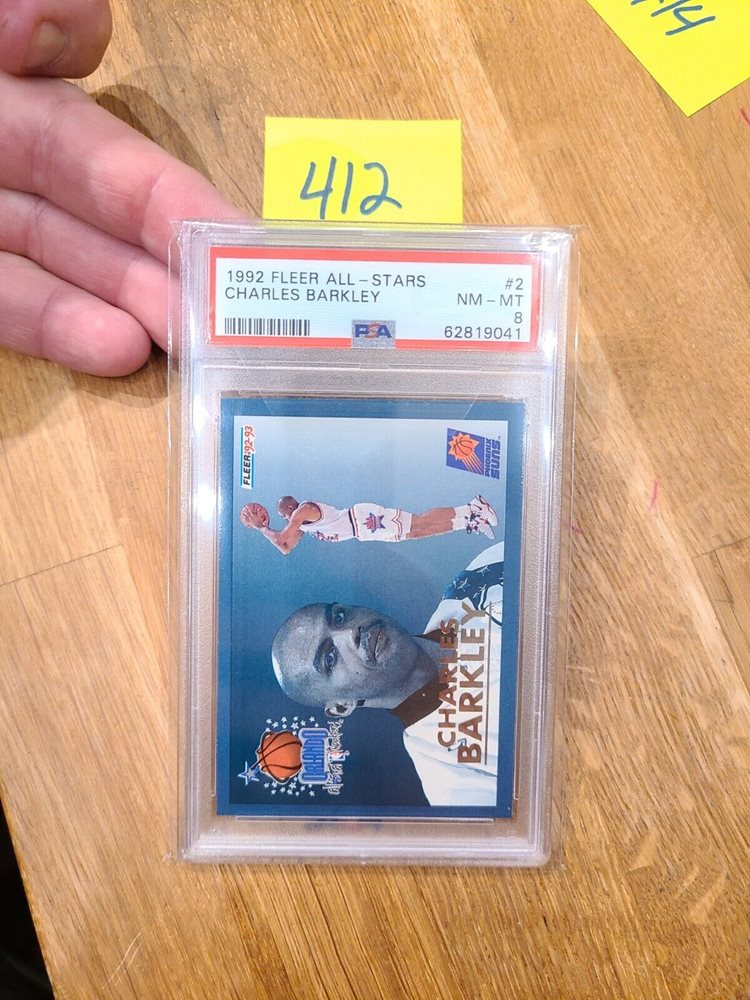 412
1992 FLEER ALL-STARS #2
CHARLES BARKLEY NM-MT
8
PSA 62819041
FLEER '92-93
PHOENIX
SUNS
CHARLES
BARKLEY
ORLANDO